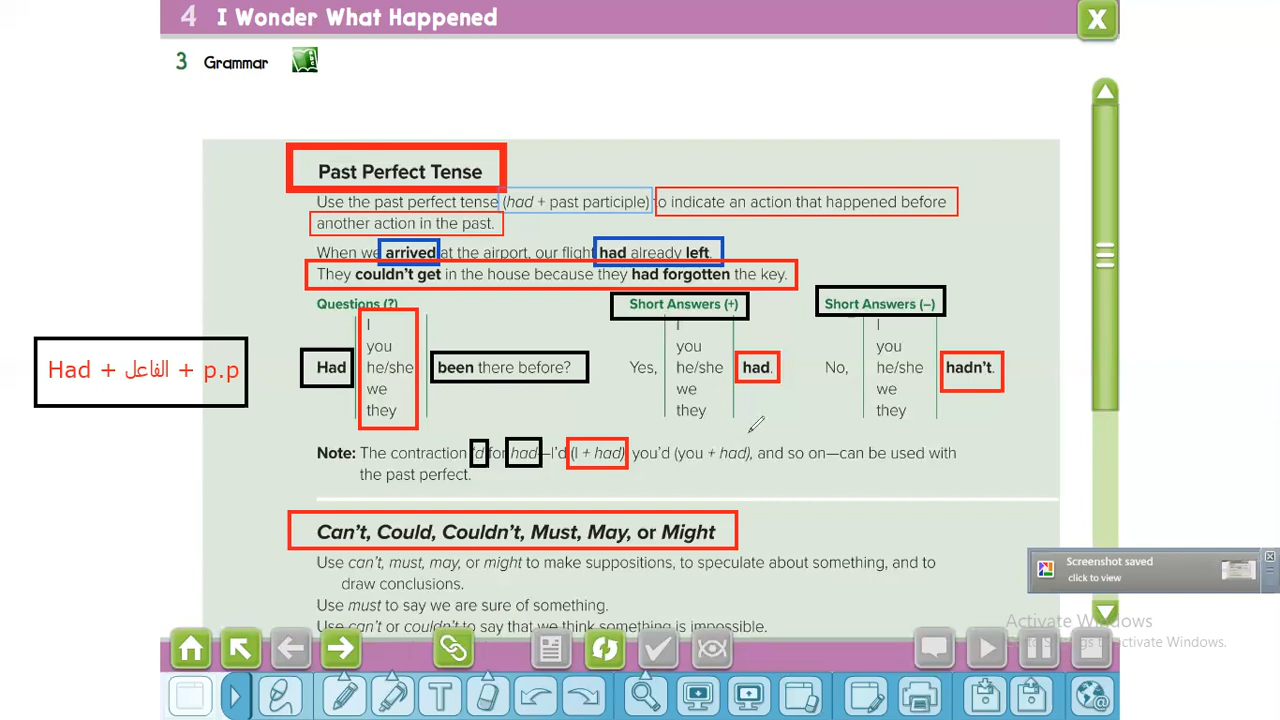 4 I Wonder What Happened
X
3 Grammar
Past Perfect Tense
Use the past perfect tense (had + past participle) to indicate an action that happened before
another action in the past.
When we arrived at the airport, our flight had already left.
They couldn't get in the house because they had forgotten the key.
Questions (?) Short Answers (+) Short Answers (–)
I I I
you you you
Had he/she been there before? Yes, he/she had. No, he/she hadn't.
we we we
they they they
Had + الفاعل + p.p
Note: The contraction 'd for had—I'd (I + had), you'd (you + had), and so on—can be used with
the past perfect.
Can't, Could, Couldn't, Must, May, or Might
Use can't, must, may, or might to make suppositions, to speculate about something, and to
draw conclusions.
Use must to say we are sure of something.
Use can't or couldn't to say that we think something is impossible.
Screenshot saved
click to view
Activate Windows
Go to Settings to activate Windows.
T